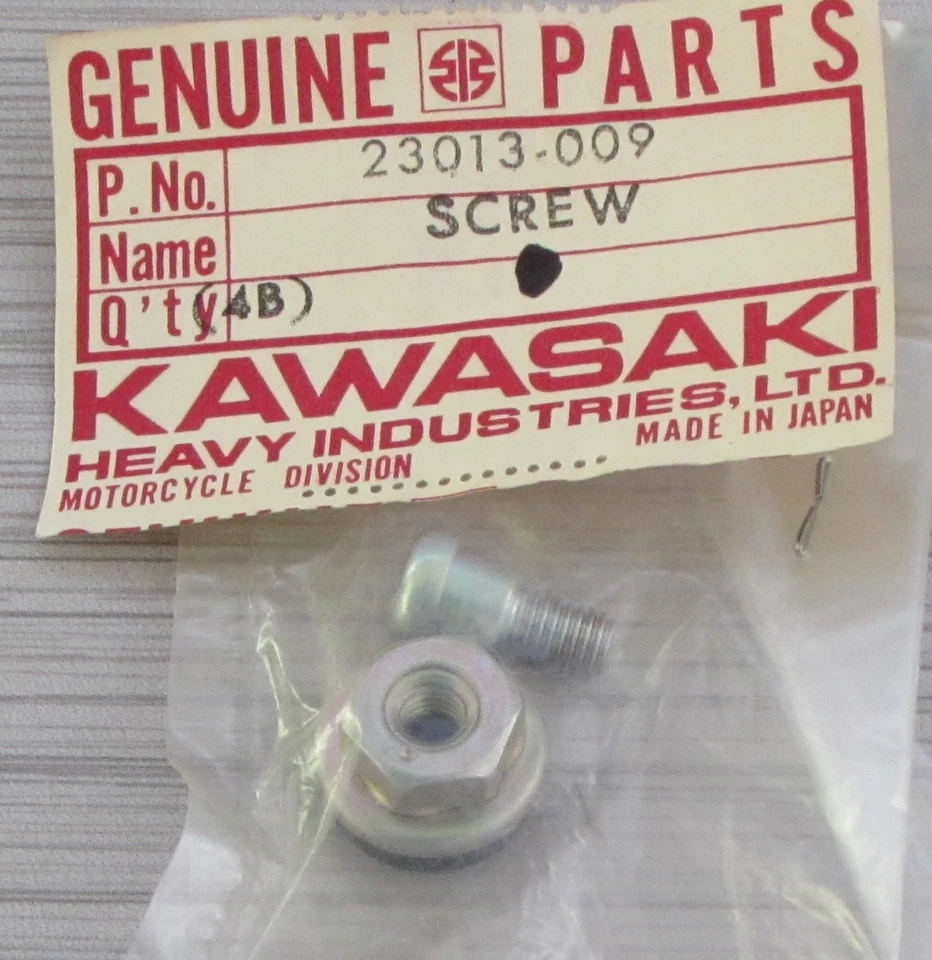 GENUINE PARTS
P. No. 23013-009
Name SCREW
Q'ty (4B)
KAWASAKI
HEAVY INDUSTRIES, LTD.
MOTORCYCLE DIVISION MADE IN JAPAN